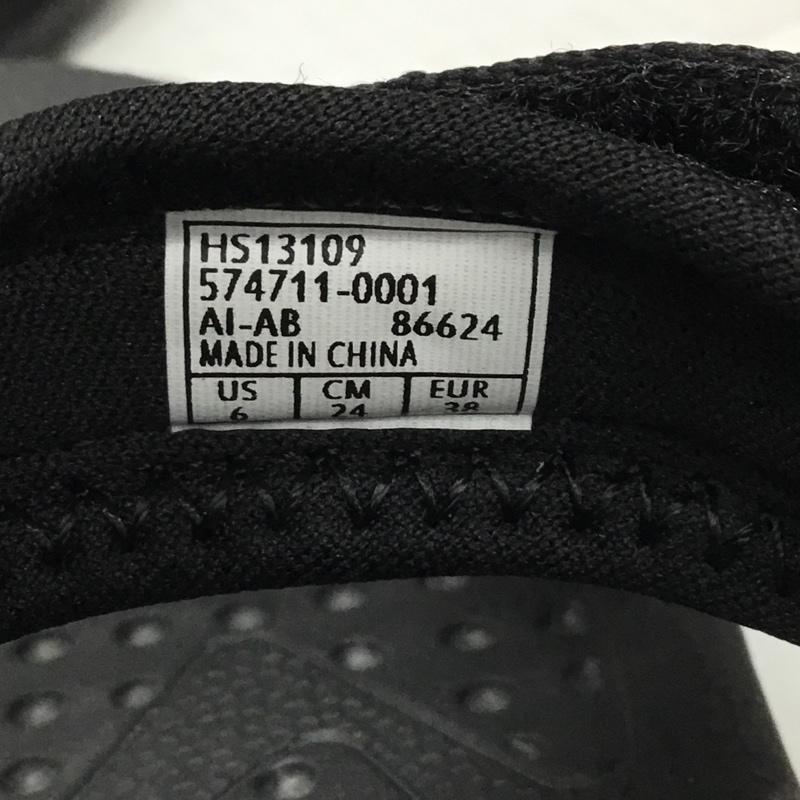 HS13109
574711-0001
AI-AB 86624
MADE IN CHINA
US CM EUR
6 24 38